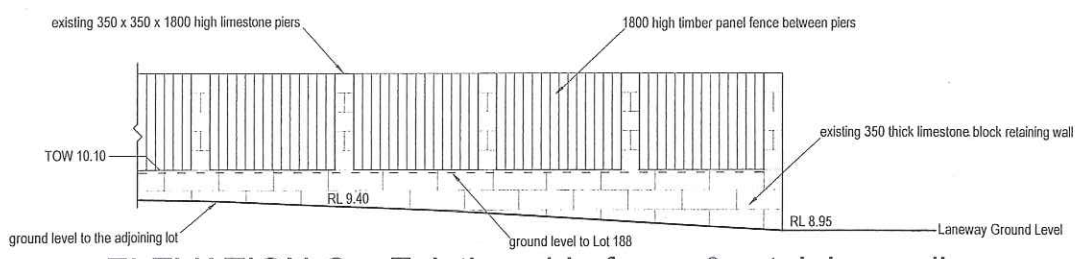 existing 350 x 350 x 1800 high limestone piers
1800 high timber panel fence between piers
existing 350 thick limestone block retaining wall
TOW 10.10
RL 9.40
RL 8.95
ground level to the adjoining lot
ground level to Lot 188
Laneway Ground Level